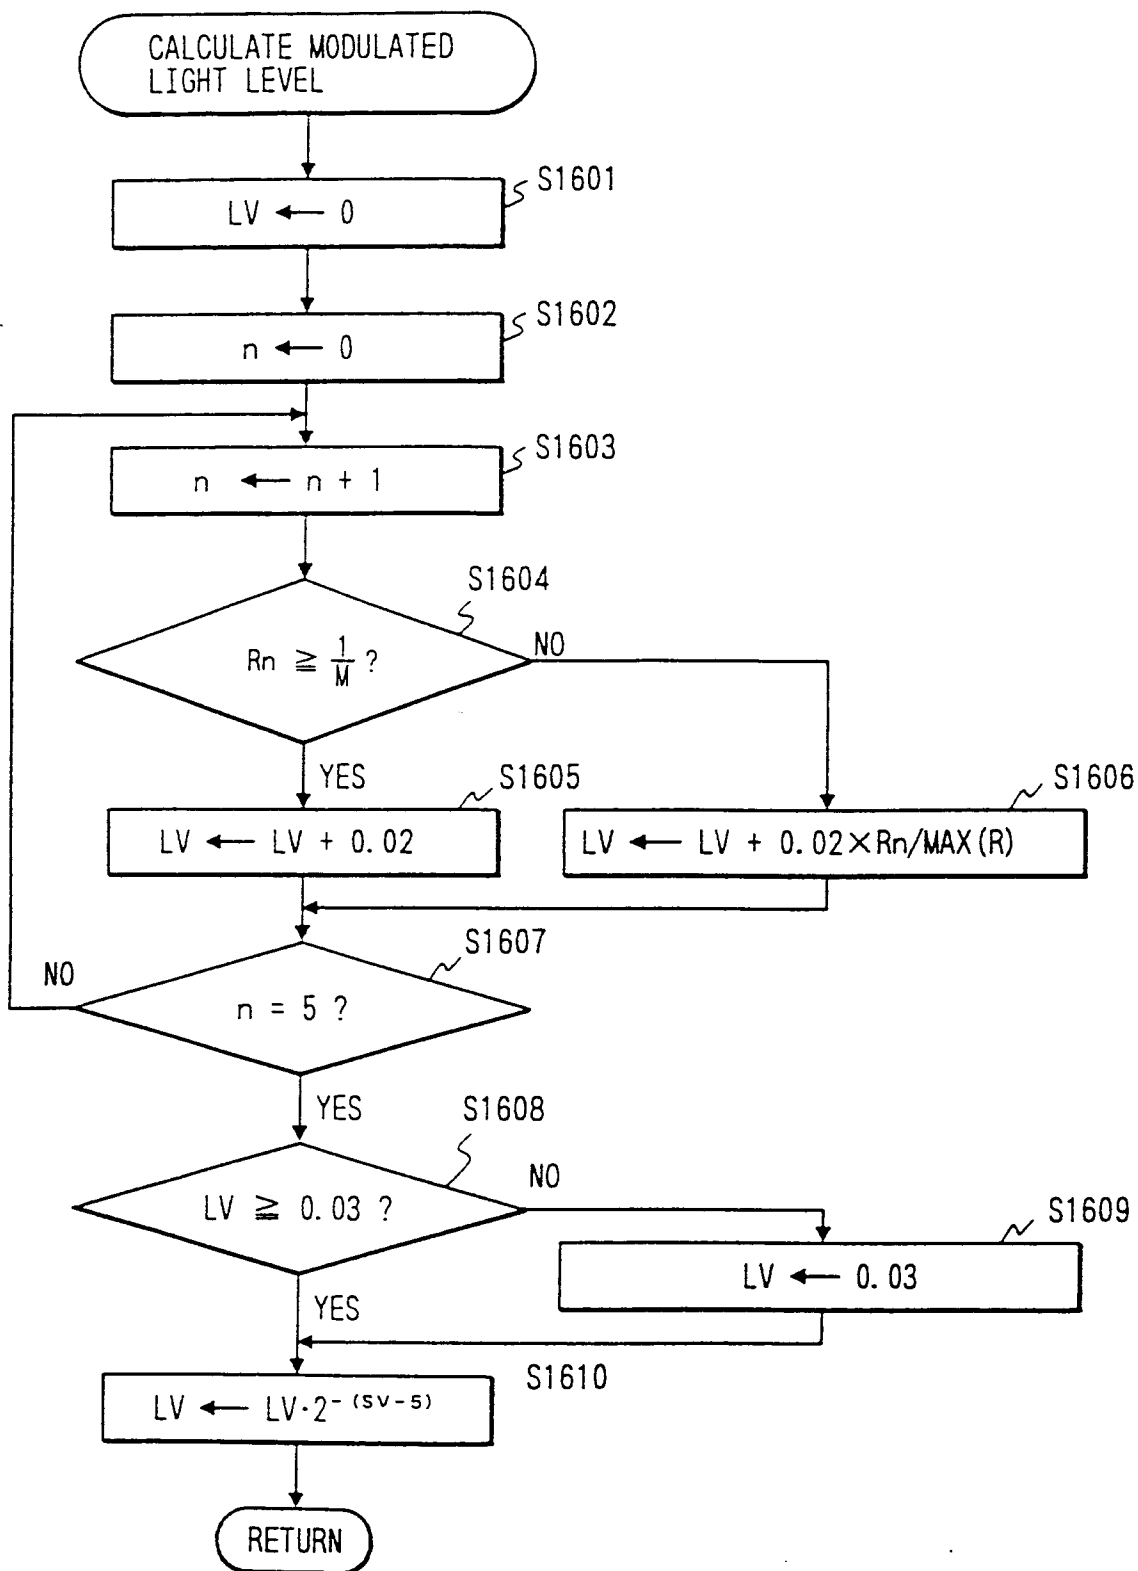 CALCULATE MODULATED
LIGHT LEVEL
S1601
LV ← 0
S1602
n ← 0
S1603
n ← n + 1
S1604
Rn ≧ 1/M ?
NO
YES
S1605
LV ← LV + 0.02
S1606
LV ← LV + 0.02×Rn/MAX(R)
S1607
NO
n = 5 ?
YES
S1608
LV ≧ 0.03 ?
NO
S1609
LV ← 0.03
YES
S1610
LV ← LV·2^-(SV-5)
RETURN